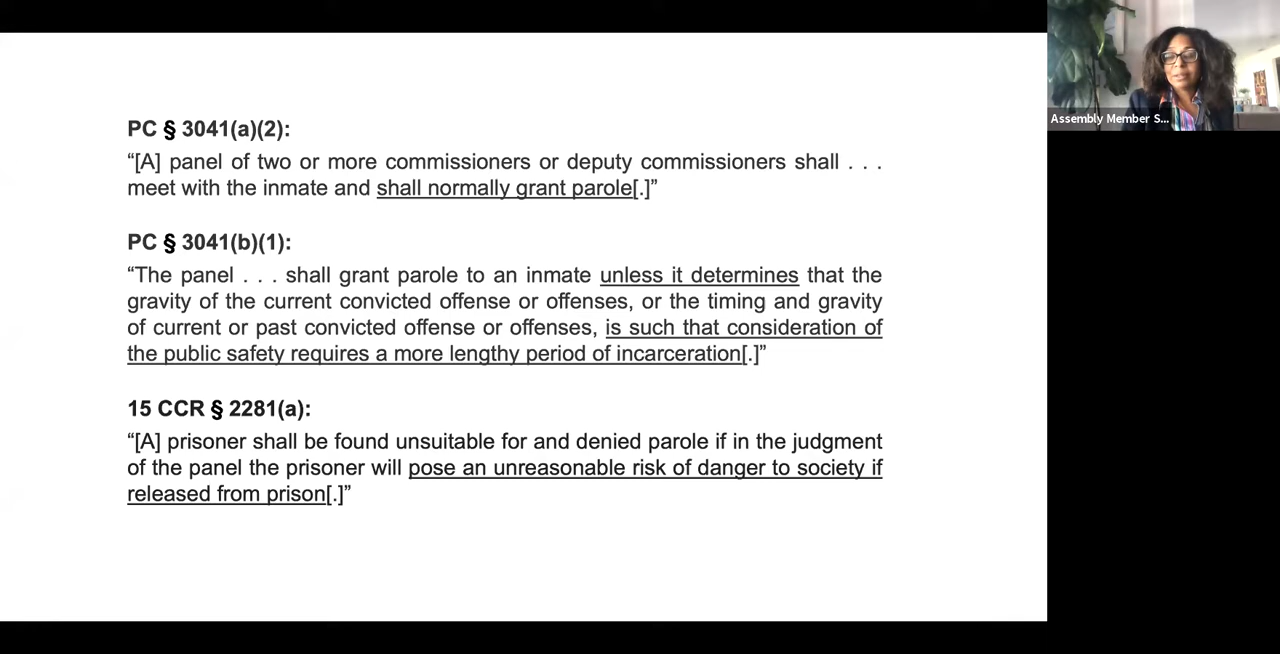 PC § 3041(a)(2):
“[A] panel of two or more commissioners or deputy commissioners shall . . .
meet with the inmate and shall normally grant parole[.]”
PC § 3041(b)(1):
“The panel . . . shall grant parole to an inmate unless it determines that the
gravity of the current convicted offense or offenses, or the timing and gravity
of current or past convicted offense or offenses, is such that consideration of
the public safety requires a more lengthy period of incarceration[.]”
15 CCR § 2281(a):
“[A] prisoner shall be found unsuitable for and denied parole if in the judgment
of the panel the prisoner will pose an unreasonable risk of danger to society if
released from prison[.]”
Assembly Member S...